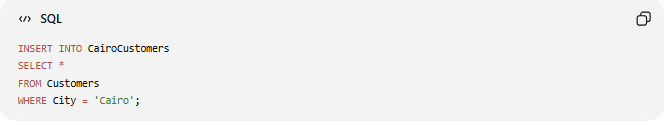 SQL
INSERT INTO CairoCustomers
SELECT *
FROM Customers
WHERE City = 'Cairo';